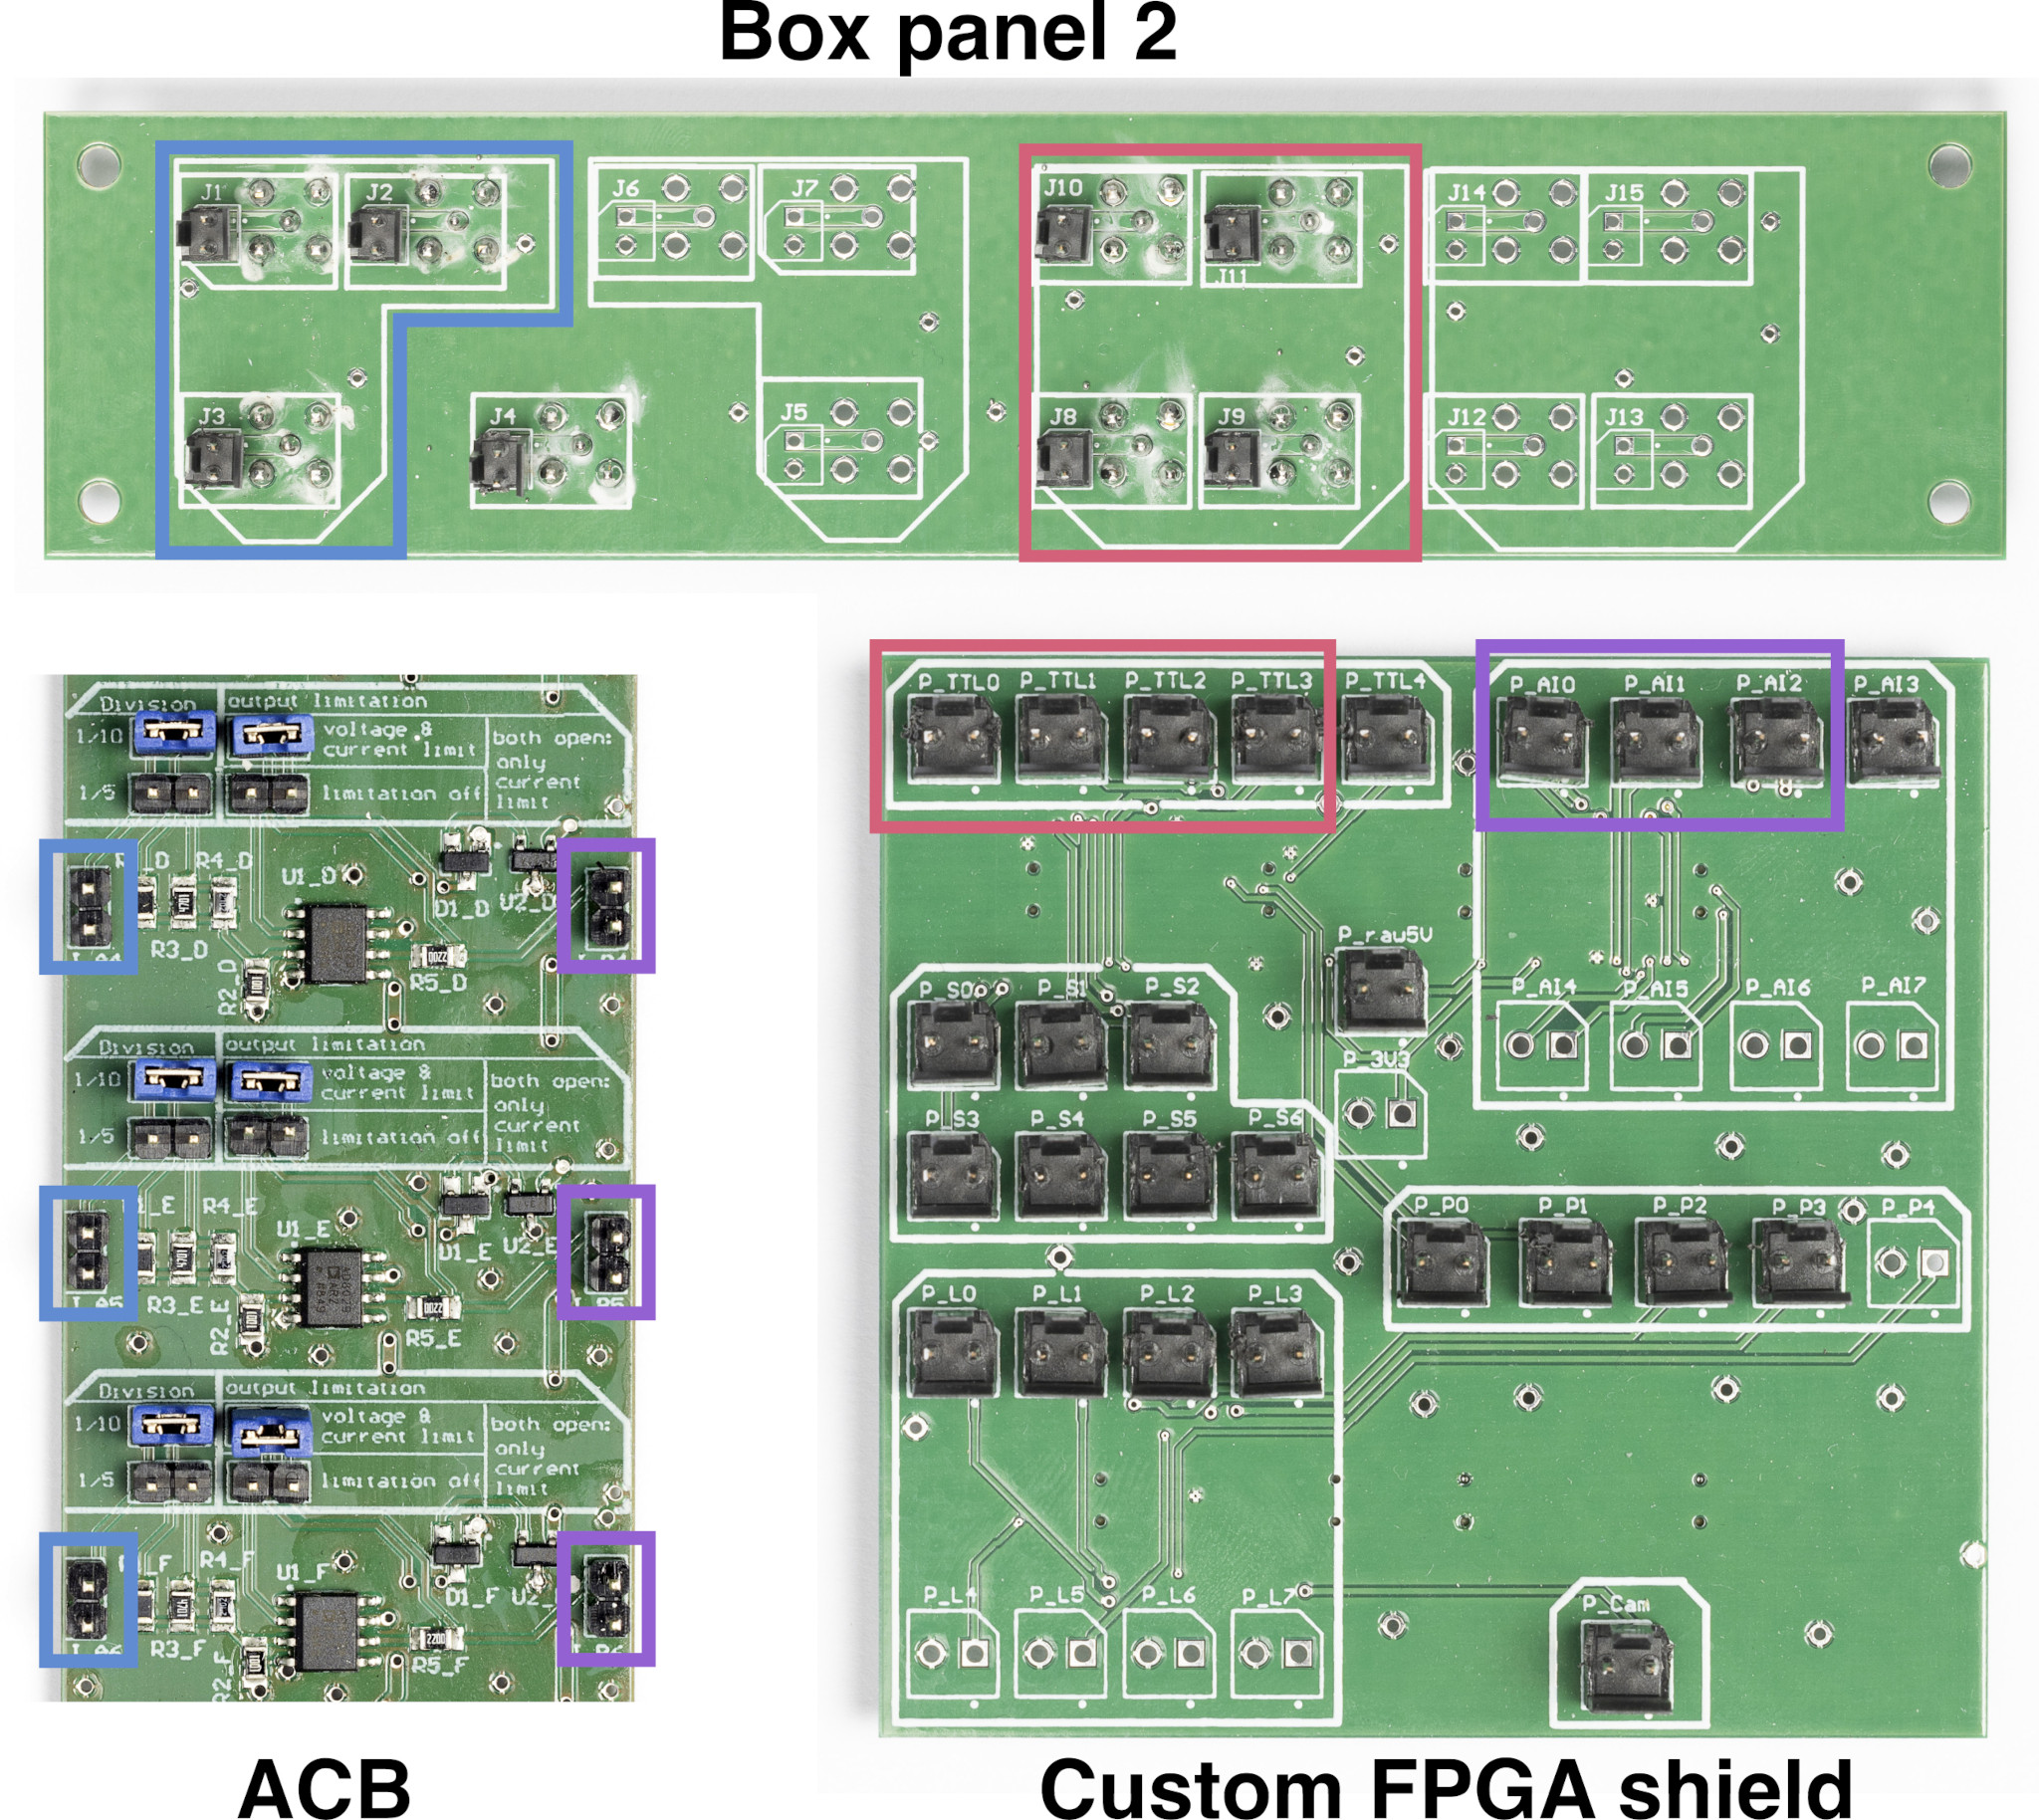 Box panel 2
J1 J2 J6 J7 J10 J11 J14 J15
J3 J4 J5 J8 J9 J12 J13
Division output limitation
1/10 voltage & current limit
both open: only current limit
1/5 limitation off
R4_D
U1_D
D1_D U2_D
R3_D
R2_D
R5_D
Division output limitation
1/10 voltage & current limit
both open: only current limit
1/5 limitation off
R4_E
U1_E
D1_E U2_E
R3_E
R2_E
R5_E
Division output limitation
1/10 voltage & current limit
both open: only current limit
1/5 limitation off
R4_F
U1_F
D1_F
R3_F
R2_F
R5_F
ACB
P_TTL0 P_TTL1 P_TTL2 P_TTL3 P_TTL4
P_AI0 P_AI1 P_AI2 P_AI3
P_raw5V
P_S0 P_S1 P_S2
P_AI4 P_AI5 P_AI6 P_AI7
P_3V3
P_S3 P_S4 P_S5 P_S6
P_P0 P_P1 P_P2 P_P3 P_P4
P_L0 P_L1 P_L2 P_L3
P_L4 P_L5 P_L6 P_L7
P_Cam
Custom FPGA shield